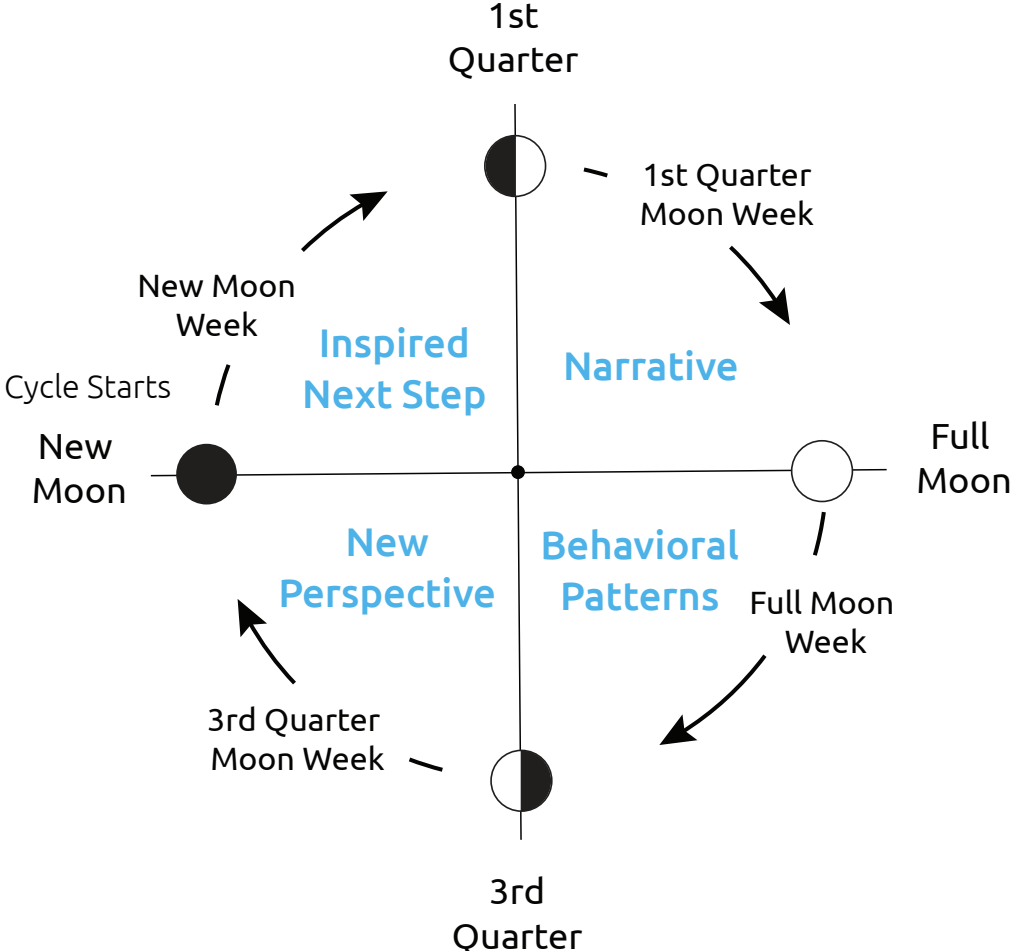 1st
Quarter
1st Quarter
Moon Week
New Moon
Week
Inspired
Next Step
Narrative
Cycle Starts
New
Moon
Full
Moon
New
Perspective
Behavioral
Patterns
Full Moon
Week
3rd Quarter
Moon Week
3rd
Quarter